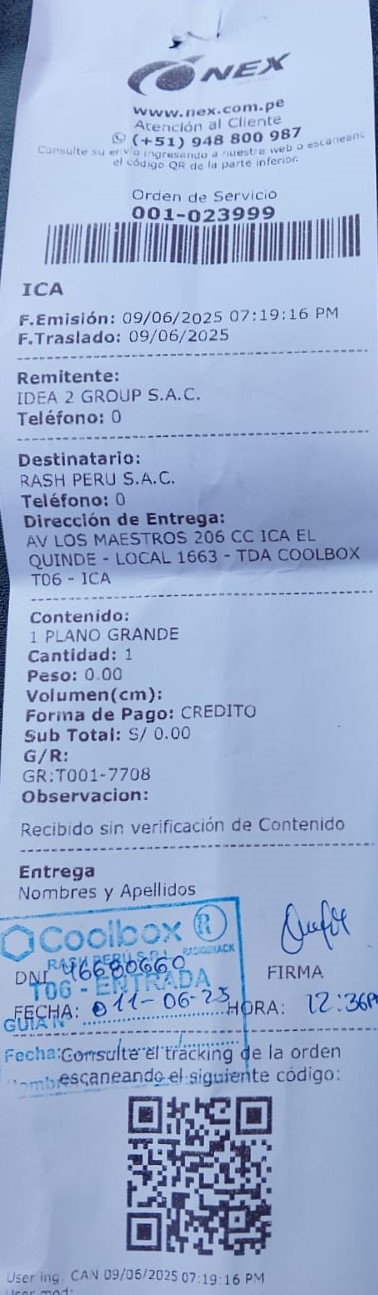 NEX
www.nex.com.pe
Atención al Cliente
(+51) 948 800 987
Consulte su envío ingresando a nuestra web o escaneando
el código QR de la parte inferior.
Orden de Servicio
001-023999
ICA
F.Emisión: 09/06/2025 07:19:16 PM
F.Traslado: 09/06/2025
Remitente:
IDEA 2 GROUP S.A.C.
Teléfono: 0
Destinatario:
RASH PERU S.A.C.
Teléfono: 0
Dirección de Entrega:
AV LOS MAESTROS 206 CC ICA EL
QUINDE - LOCAL 1663 - TDA COOLBOX
T06 - ICA
Contenido:
1 PLANO GRANDE
Cantidad: 1
Peso: 0.00
Volumen(cm):
Forma de Pago: CREDITO
Sub Total: S/ 0.00
G/R:
GR:T001-7708
Observacion:
Recibido sin verificación de Contenido
Entrega
Nombres y Apellidos
Coolbox R
RADIOSHACK
RASH PERU
DNI 46680660 FIRMA
T06 - ENTRADA
FECHA: 11-06-25 HORA: 12:36P
GUIA N°
Fecha:
Consulte el tracking de la orden
escaneando el siguiente código:
User ing. CAN 09/06/2025 07:19:16 PM
User mod: